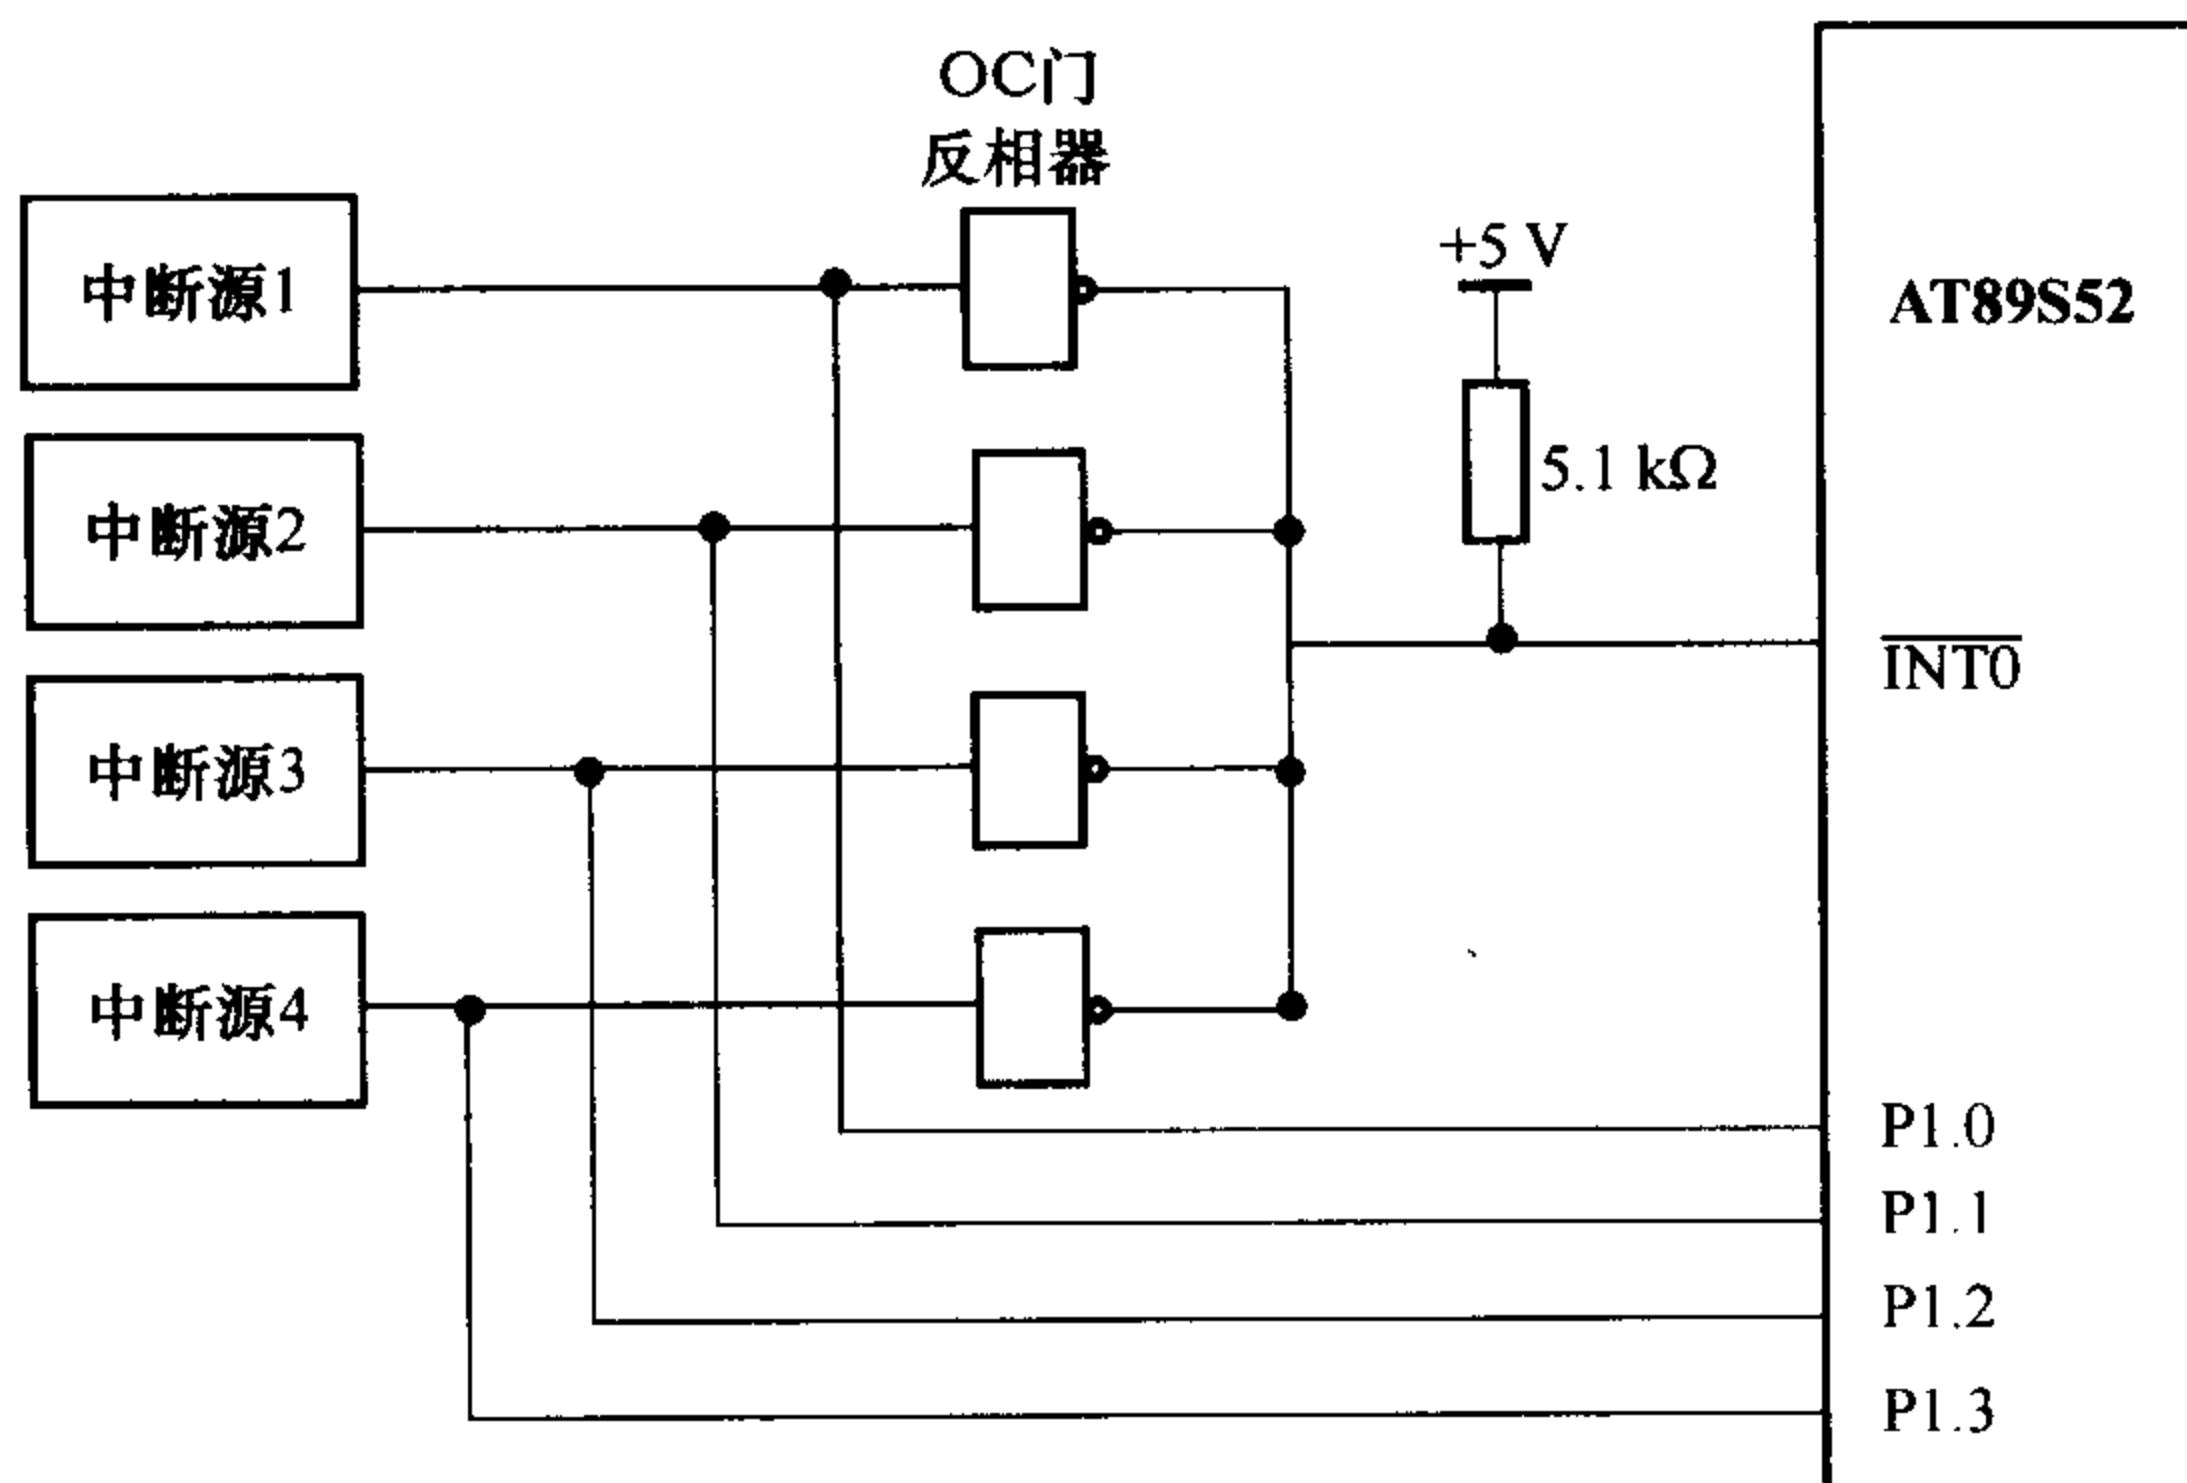 OC门
反相器
中断源1
中断源2
中断源3
中断源4
+5 V
5.1 kΩ
AT89S52
INT0
P1.0
P1.1
P1.2
P1.3